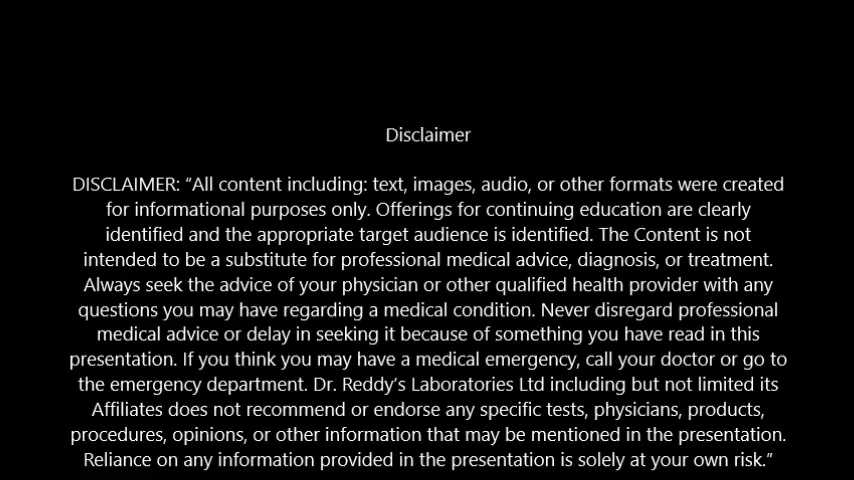 Disclaimer
DISCLAIMER: “All content including: text, images, audio, or other formats were created
for informational purposes only. Offerings for continuing education are clearly
identified and the appropriate target audience is identified. The Content is not
intended to be a substitute for professional medical advice, diagnosis, or treatment.
Always seek the advice of your physician or other qualified health provider with any
questions you may have regarding a medical condition. Never disregard professional
medical advice or delay in seeking it because of something you have read in this
presentation. If you think you may have a medical emergency, call your doctor or go to
the emergency department. Dr. Reddy’s Laboratories Ltd including but not limited its
Affiliates does not recommend or endorse any specific tests, physicians, products,
procedures, opinions, or other information that may be mentioned in the presentation.
Reliance on any information provided in the presentation is solely at your own risk.”